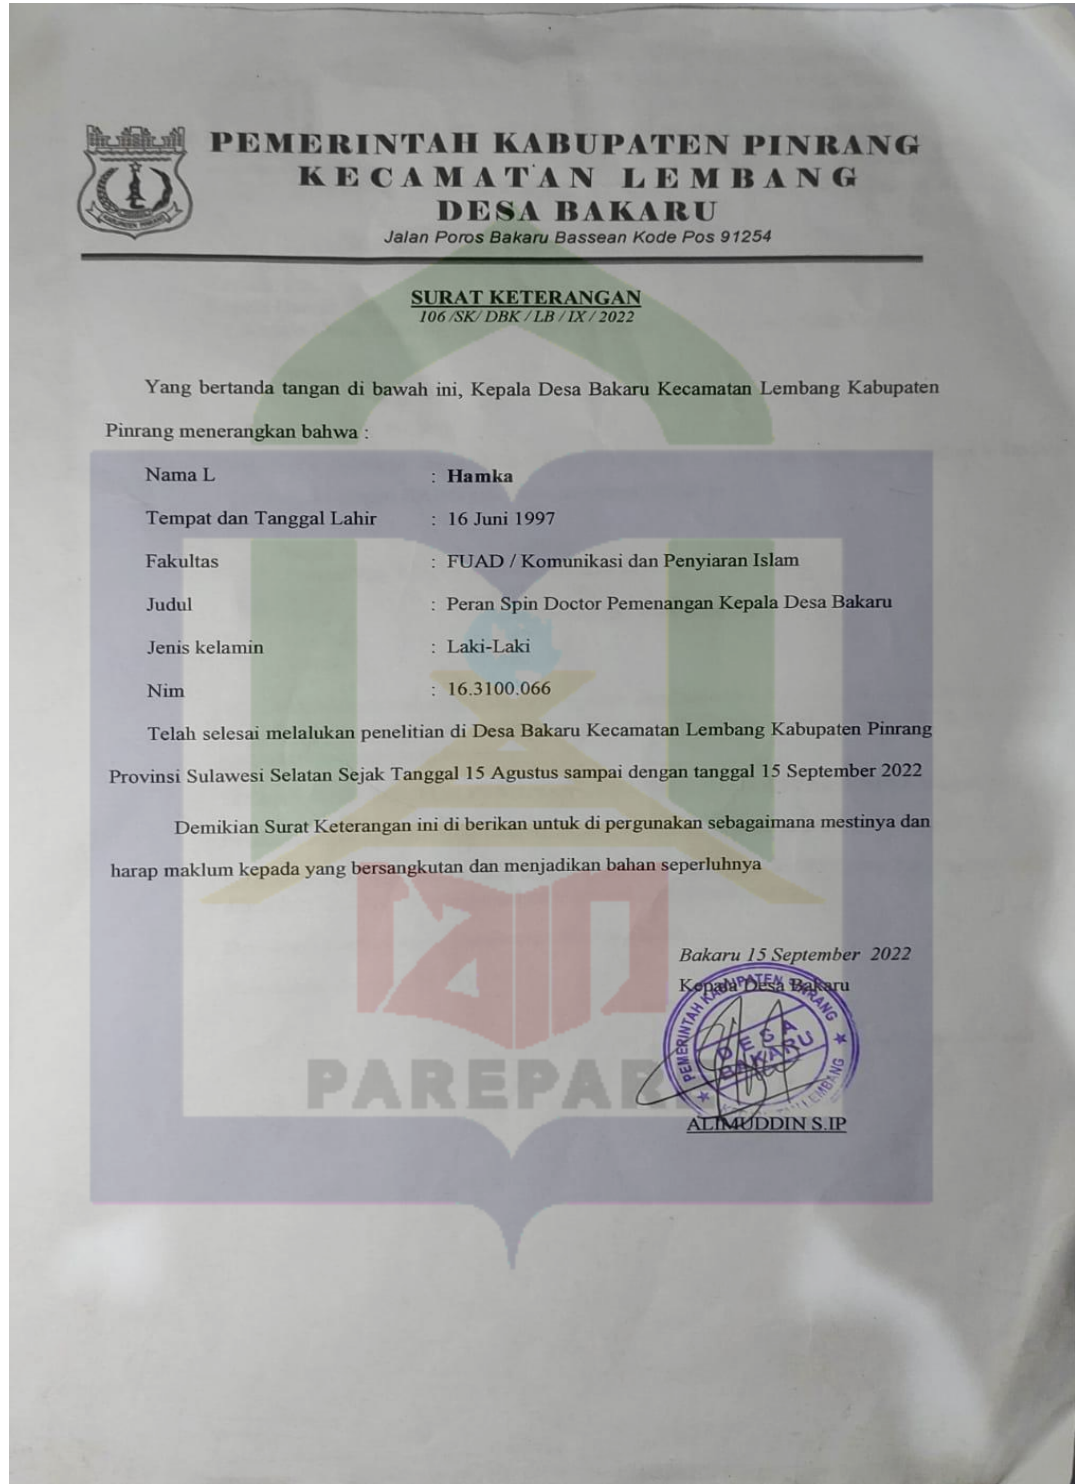 PEMERINTAH KABUPATEN PINRANG
KECAMATAN LEMBANG
DESA BAKARU
Jalan Poros Bakaru Bassean Kode Pos 91254
SURAT KETERANGAN
106 /SK/ DBK / LB / IX / 2022
Yang bertanda tangan di bawah ini, Kepala Desa Bakaru Kecamatan Lembang Kabupaten
Pinrang menerangkan bahwa :
Nama L : Hamka
Tempat dan Tanggal Lahir : 16 Juni 1997
Fakultas : FUAD / Komunikasi dan Penyiaran Islam
Judul : Peran Spin Doctor Pemenangan Kepala Desa Bakaru
Jenis kelamin : Laki-Laki
Nim : 16.3100.066
Telah selesai melalukan penelitian di Desa Bakaru Kecamatan Lembang Kabupaten Pinrang
Provinsi Sulawesi Selatan Sejak Tanggal 15 Agustus sampai dengan tanggal 15 September 2022
Demikian Surat Keterangan ini di berikan untuk di pergunakan sebagaimana mestinya dan
harap maklum kepada yang bersangkutan dan menjadikan bahan seperluhnya
Bakaru 15 September 2022
Kepala Desa Bakaru
PEMERINTAH KABUPATEN PINRANG
DESA
BAKARU
LEMBANG
ALIMUDDIN S.IP